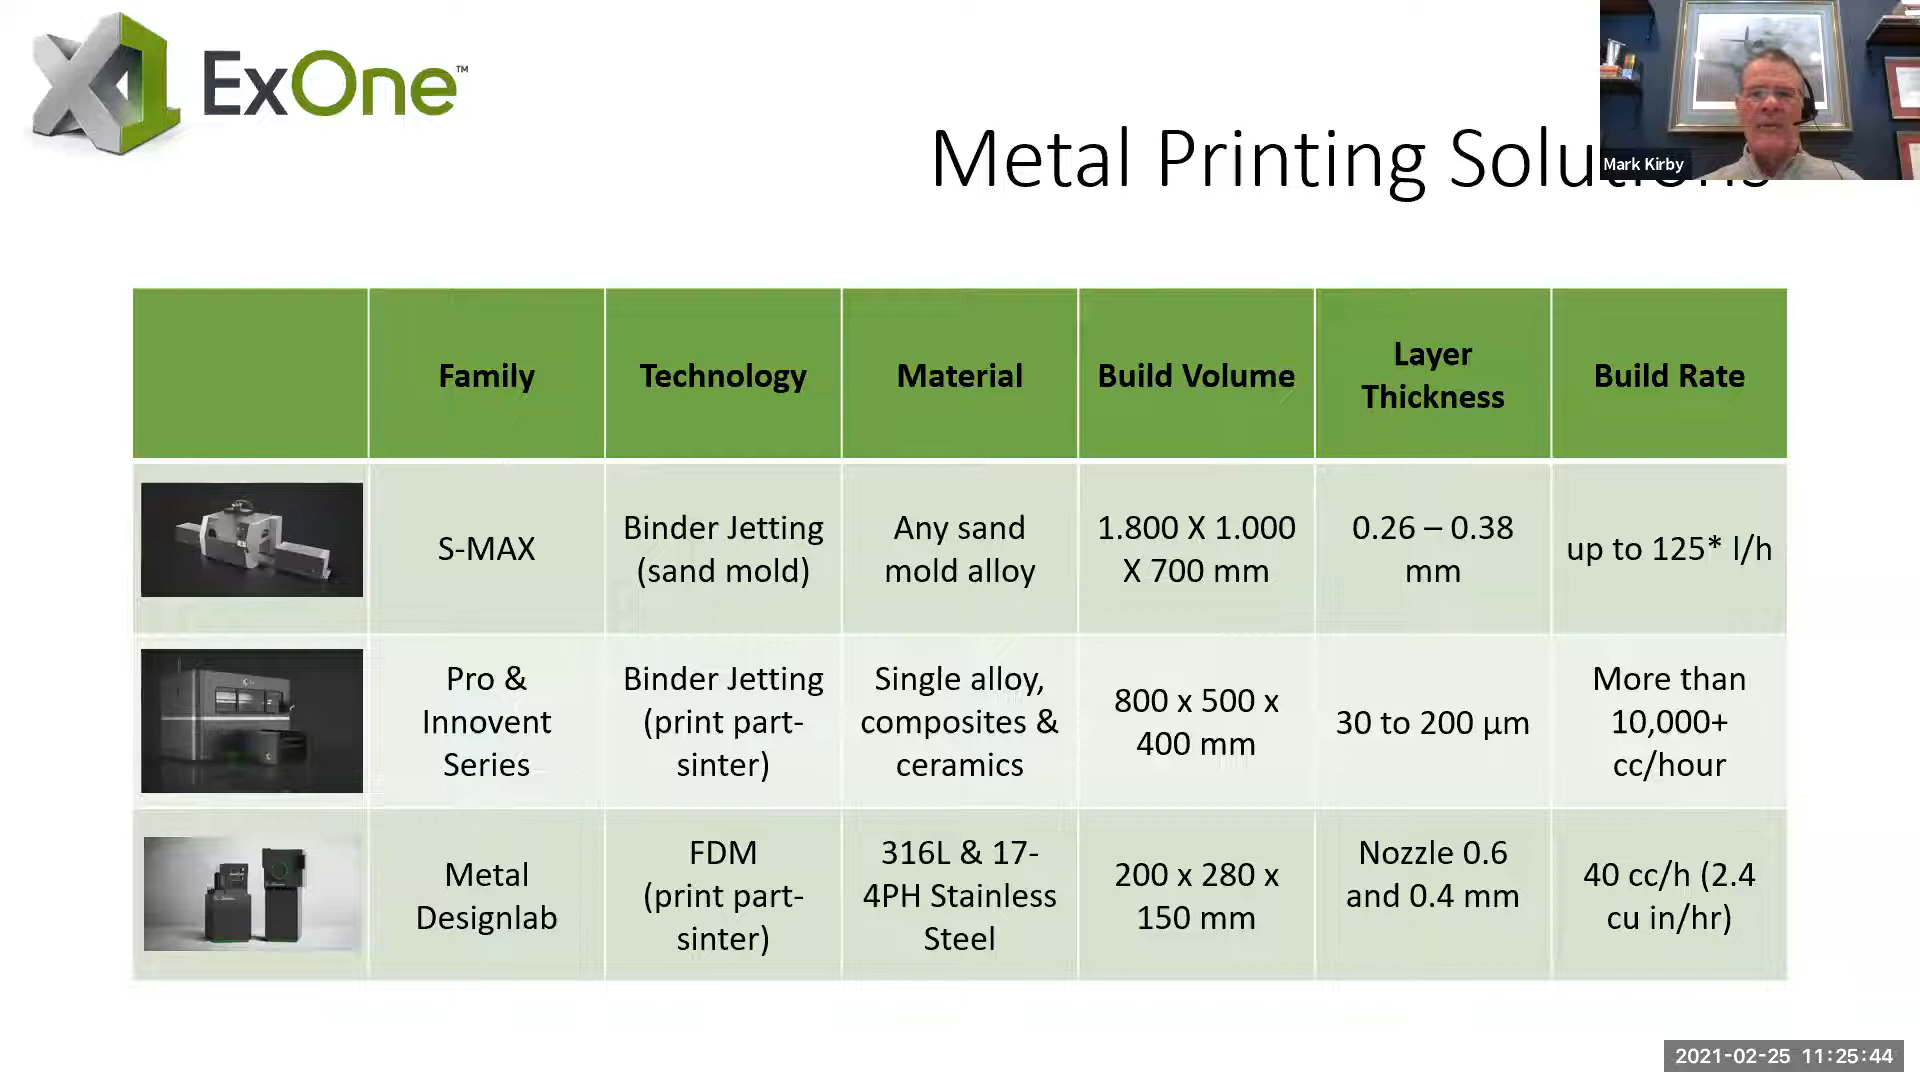 X1 ExOne™
Mark Kirby
Metal Printing Solutions
Family
Technology
Material
Build Volume
Layer
Thickness
Build Rate
S-MAX
Binder Jetting
(sand mold)
Any sand
mold alloy
1.800 X 1.000
X 700 mm
0.26 – 0.38
mm
up to 125* l/h
Pro &
Innovent
Series
Binder Jetting
(print part-
sinter)
Single alloy,
composites &
ceramics
800 x 500 x
400 mm
30 to 200 μm
More than
10,000+
cc/hour
Metal
Designlab
FDM
(print part-
sinter)
316L & 17-
4PH Stainless
Steel
200 x 280 x
150 mm
Nozzle 0.6
and 0.4 mm
40 cc/h (2.4
cu in/hr)
2021-02-25 11:25:44